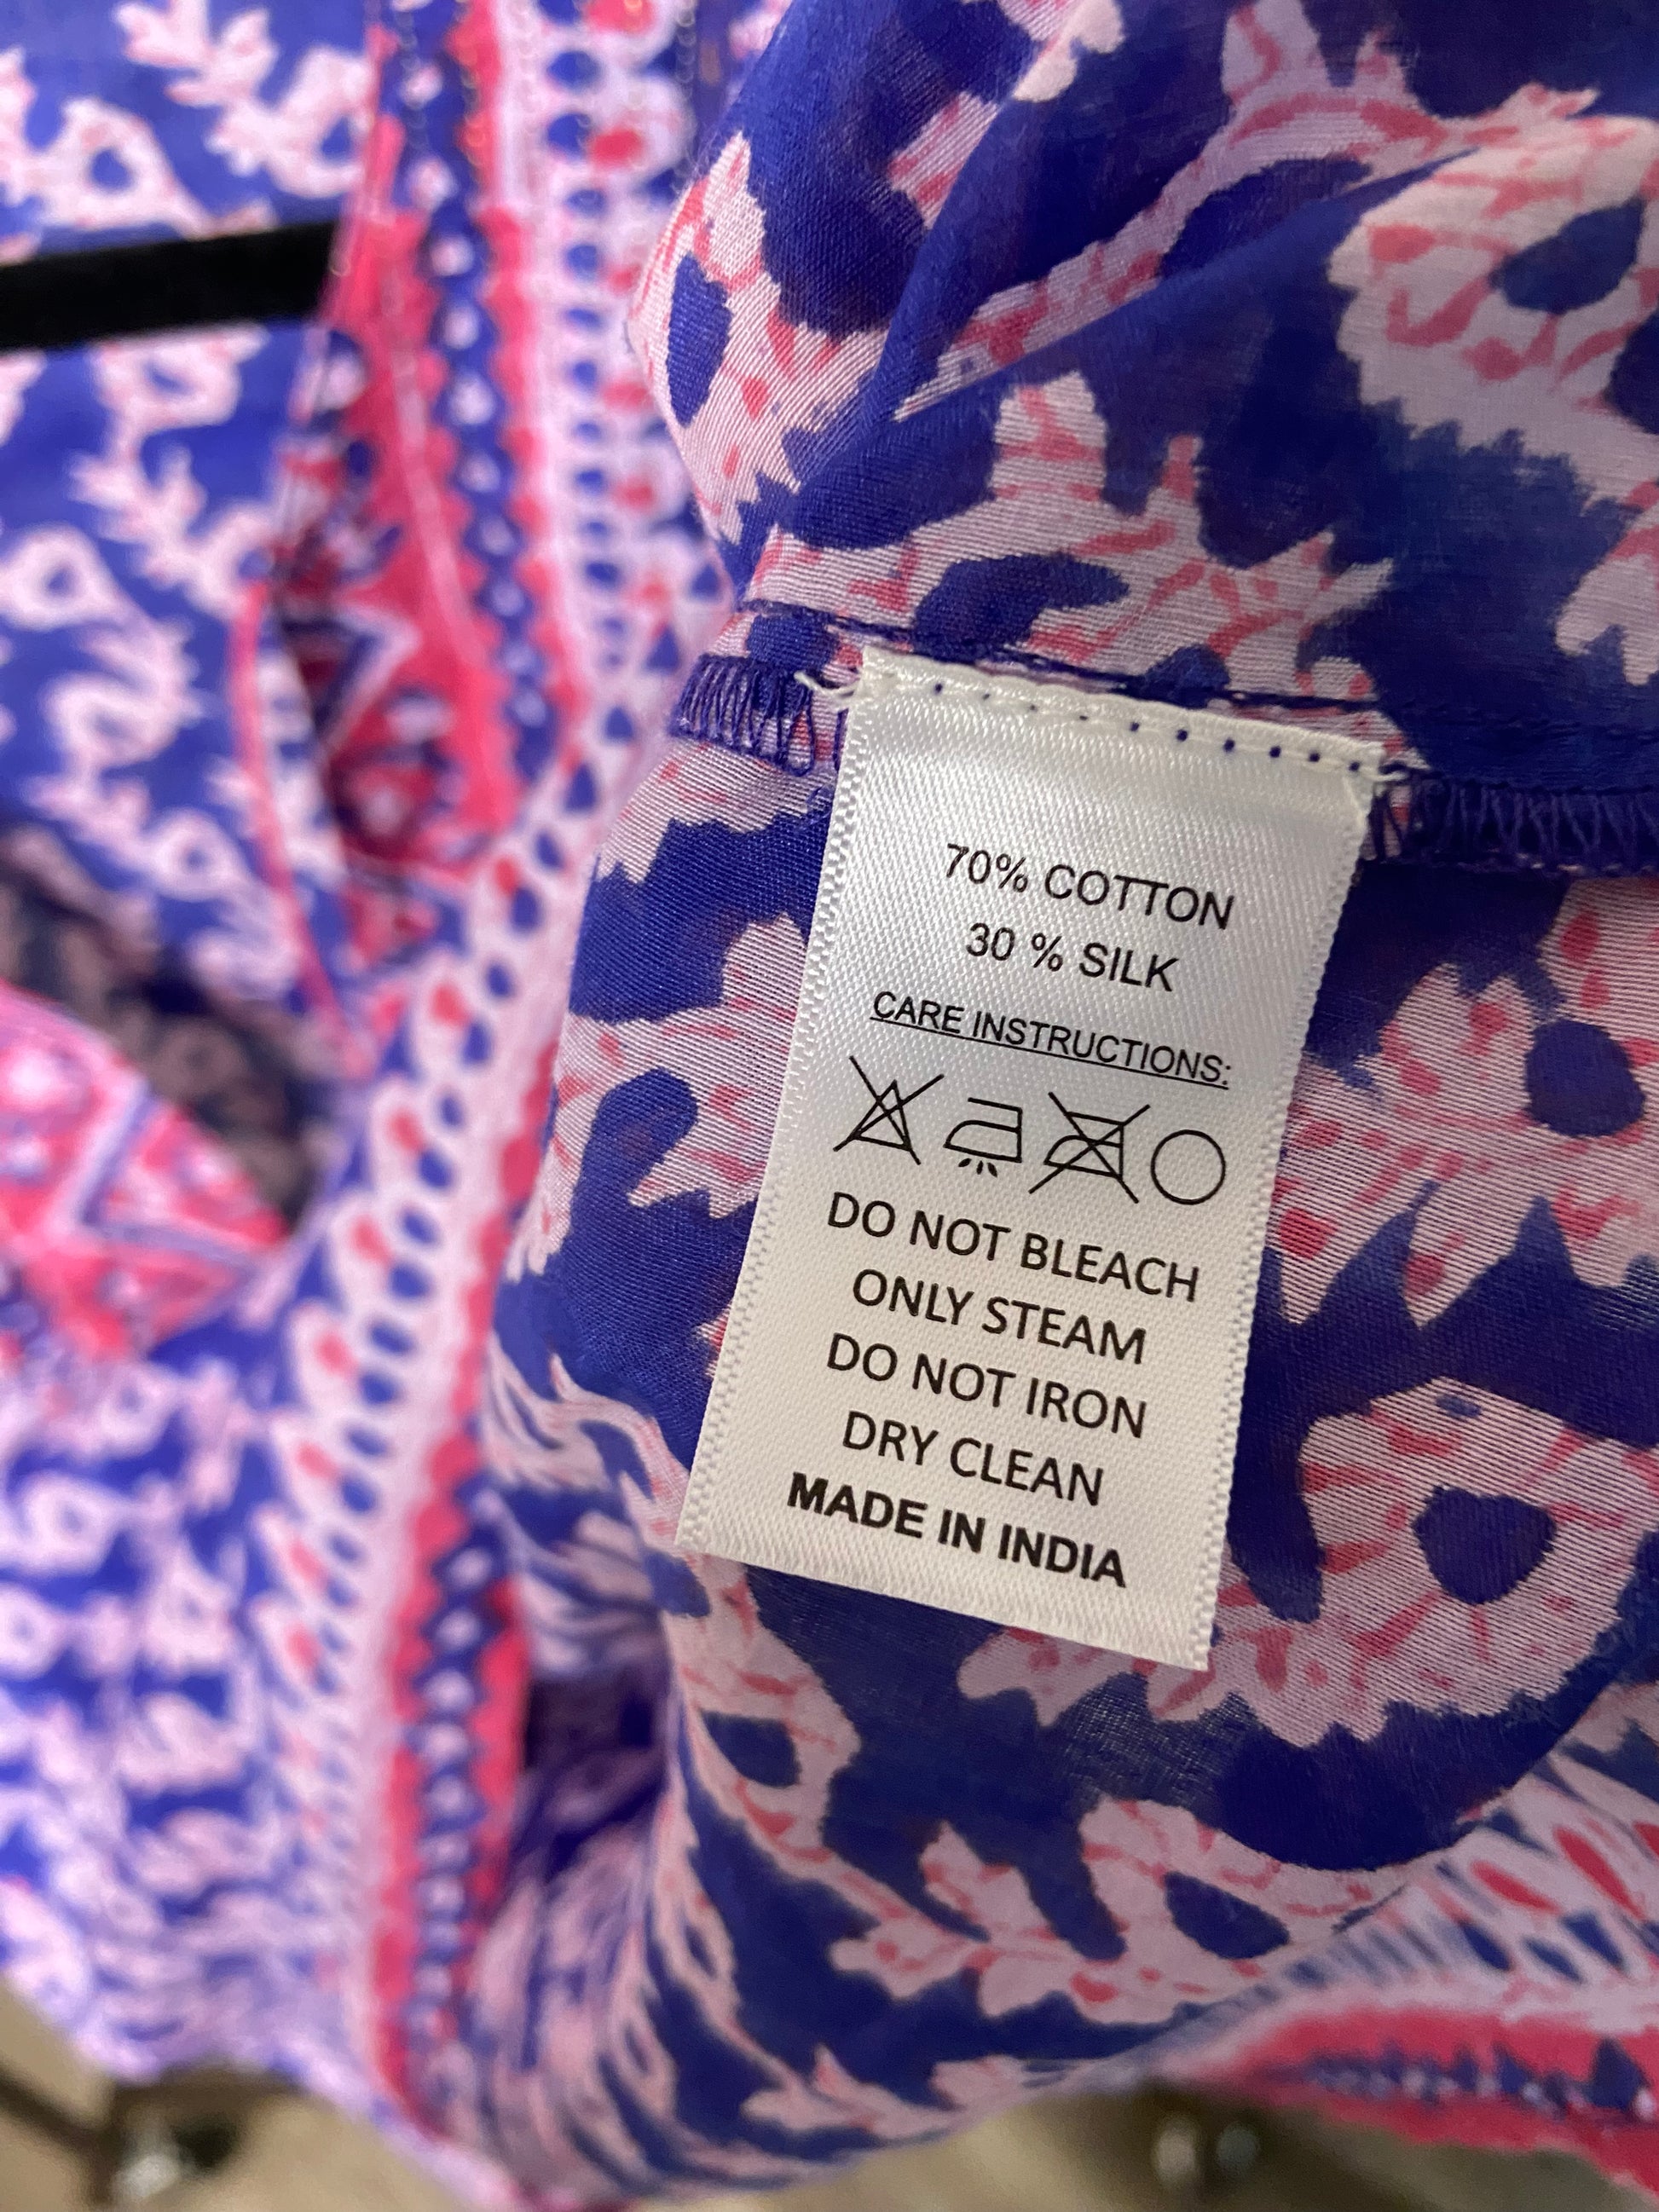 70% COTTON
30 % SILK
CARE INSTRUCTIONS:
DO NOT BLEACH
ONLY STEAM
DO NOT IRON
DRY CLEAN
MADE IN INDIA